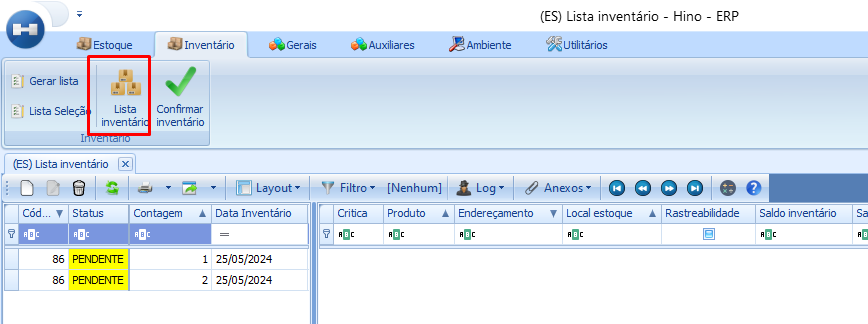 (ES) Lista inventário - Hino - ERP
Estoque Inventário Gerais Auxiliares Ambiente Utilitários
Gerar lista
Lista Seleção
Lista inventário
Confirmar inventário
Inventário
(ES) Lista inventário
Layout Filtro [Nenhum] Log Anexos
Cód... Status Contagem Data Inventário Critica Produto Endereçamento Local estoque Rastreabilidade Saldo inventário Sa
ABC ABC ABC = ABC ABC ABC ABC ABC ABC
86 PENDENTE 1 25/05/2024
86 PENDENTE 2 25/05/2024